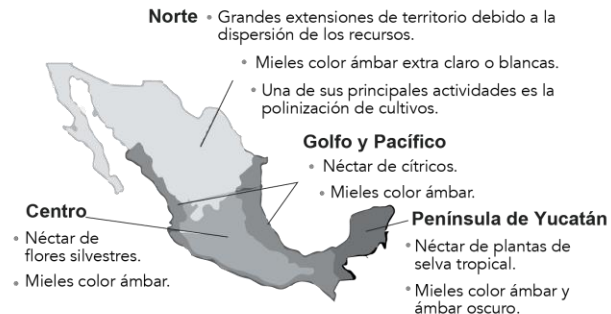 Norte • Grandes extensiones de territorio debido a la
dispersión de los recursos.
• Mieles color ámbar extra claro o blancas.
• Una de sus principales actividades es la
polinización de cultivos.
Golfo y Pacífico
• Néctar de cítricos.
• Mieles color ámbar.
Centro
• Néctar de
flores silvestres.
• Mieles color ámbar.
Península de Yucatán
• Néctar de plantas de
selva tropical.
• Mieles color ámbar y
ámbar oscuro.